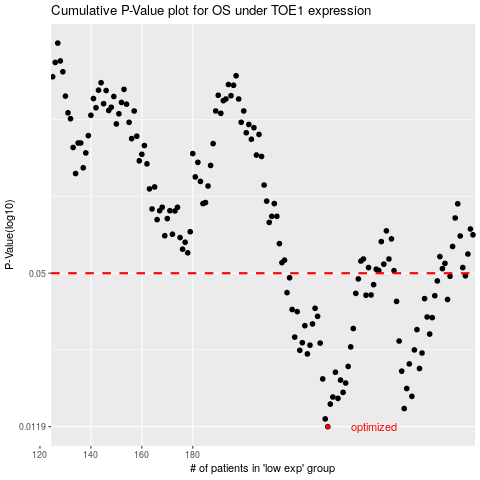 Cumulative P-Value plot for OS under TOE1 expression
P-Value(log10)
0.05
0.0119
optimized
120 140 160 180
# of patients in 'low exp' group